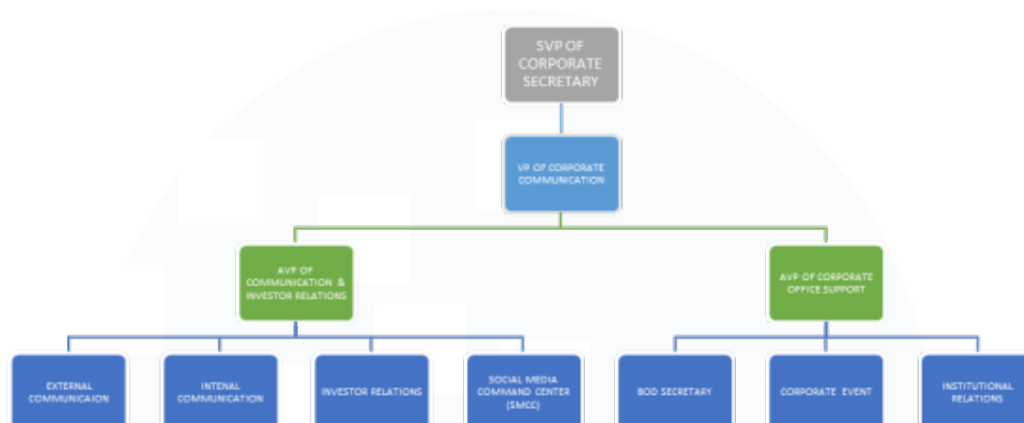 SVP OF
CORPORATE
SECRETARY
VP OF CORPORATE
COMMUNICATION
AVP OF
COMMUNICATION &
INVESTOR RELATIONS
AVP OF CORPORATE
OFFICE SUPPORT
EXTERNAL
COMMUNICAION
INTENAL
COMMUNICATION
INVESTOR RELATIONS
SOCIAL MEDIA
COMMAND CENTER
(SMCC)
BOD SECRETARY
CORPORATE EVENT
INSTITUTIONAL
RELATIONS